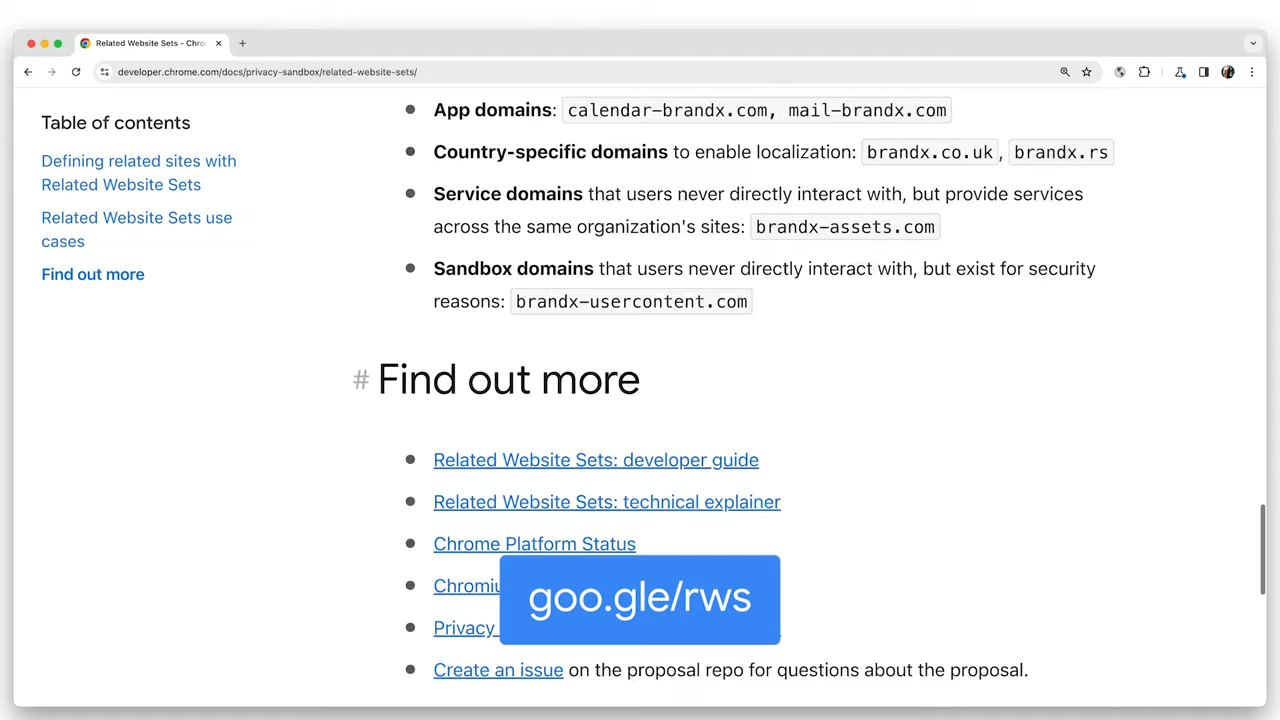 Related Website Sets - Chro
developer.chrome.com/docs/privacy-sandbox/related-website-sets/
Table of contents
Defining related sites with
Related Website Sets
Related Website Sets use
cases
Find out more
App domains: calendar-brandx.com, mail-brandx.com
Country-specific domains to enable localization: brandx.co.uk, brandx.rs
Service domains that users never directly interact with, but provide services
across the same organization's sites: brandx-assets.com
Sandbox domains that users never directly interact with, but exist for security
reasons: brandx-usercontent.com
# Find out more
Related Website Sets: developer guide
Related Website Sets: technical explainer
Chrome Platform Status
goo.gle/rws
Privacy
Create an issue on the proposal repo for questions about the proposal.